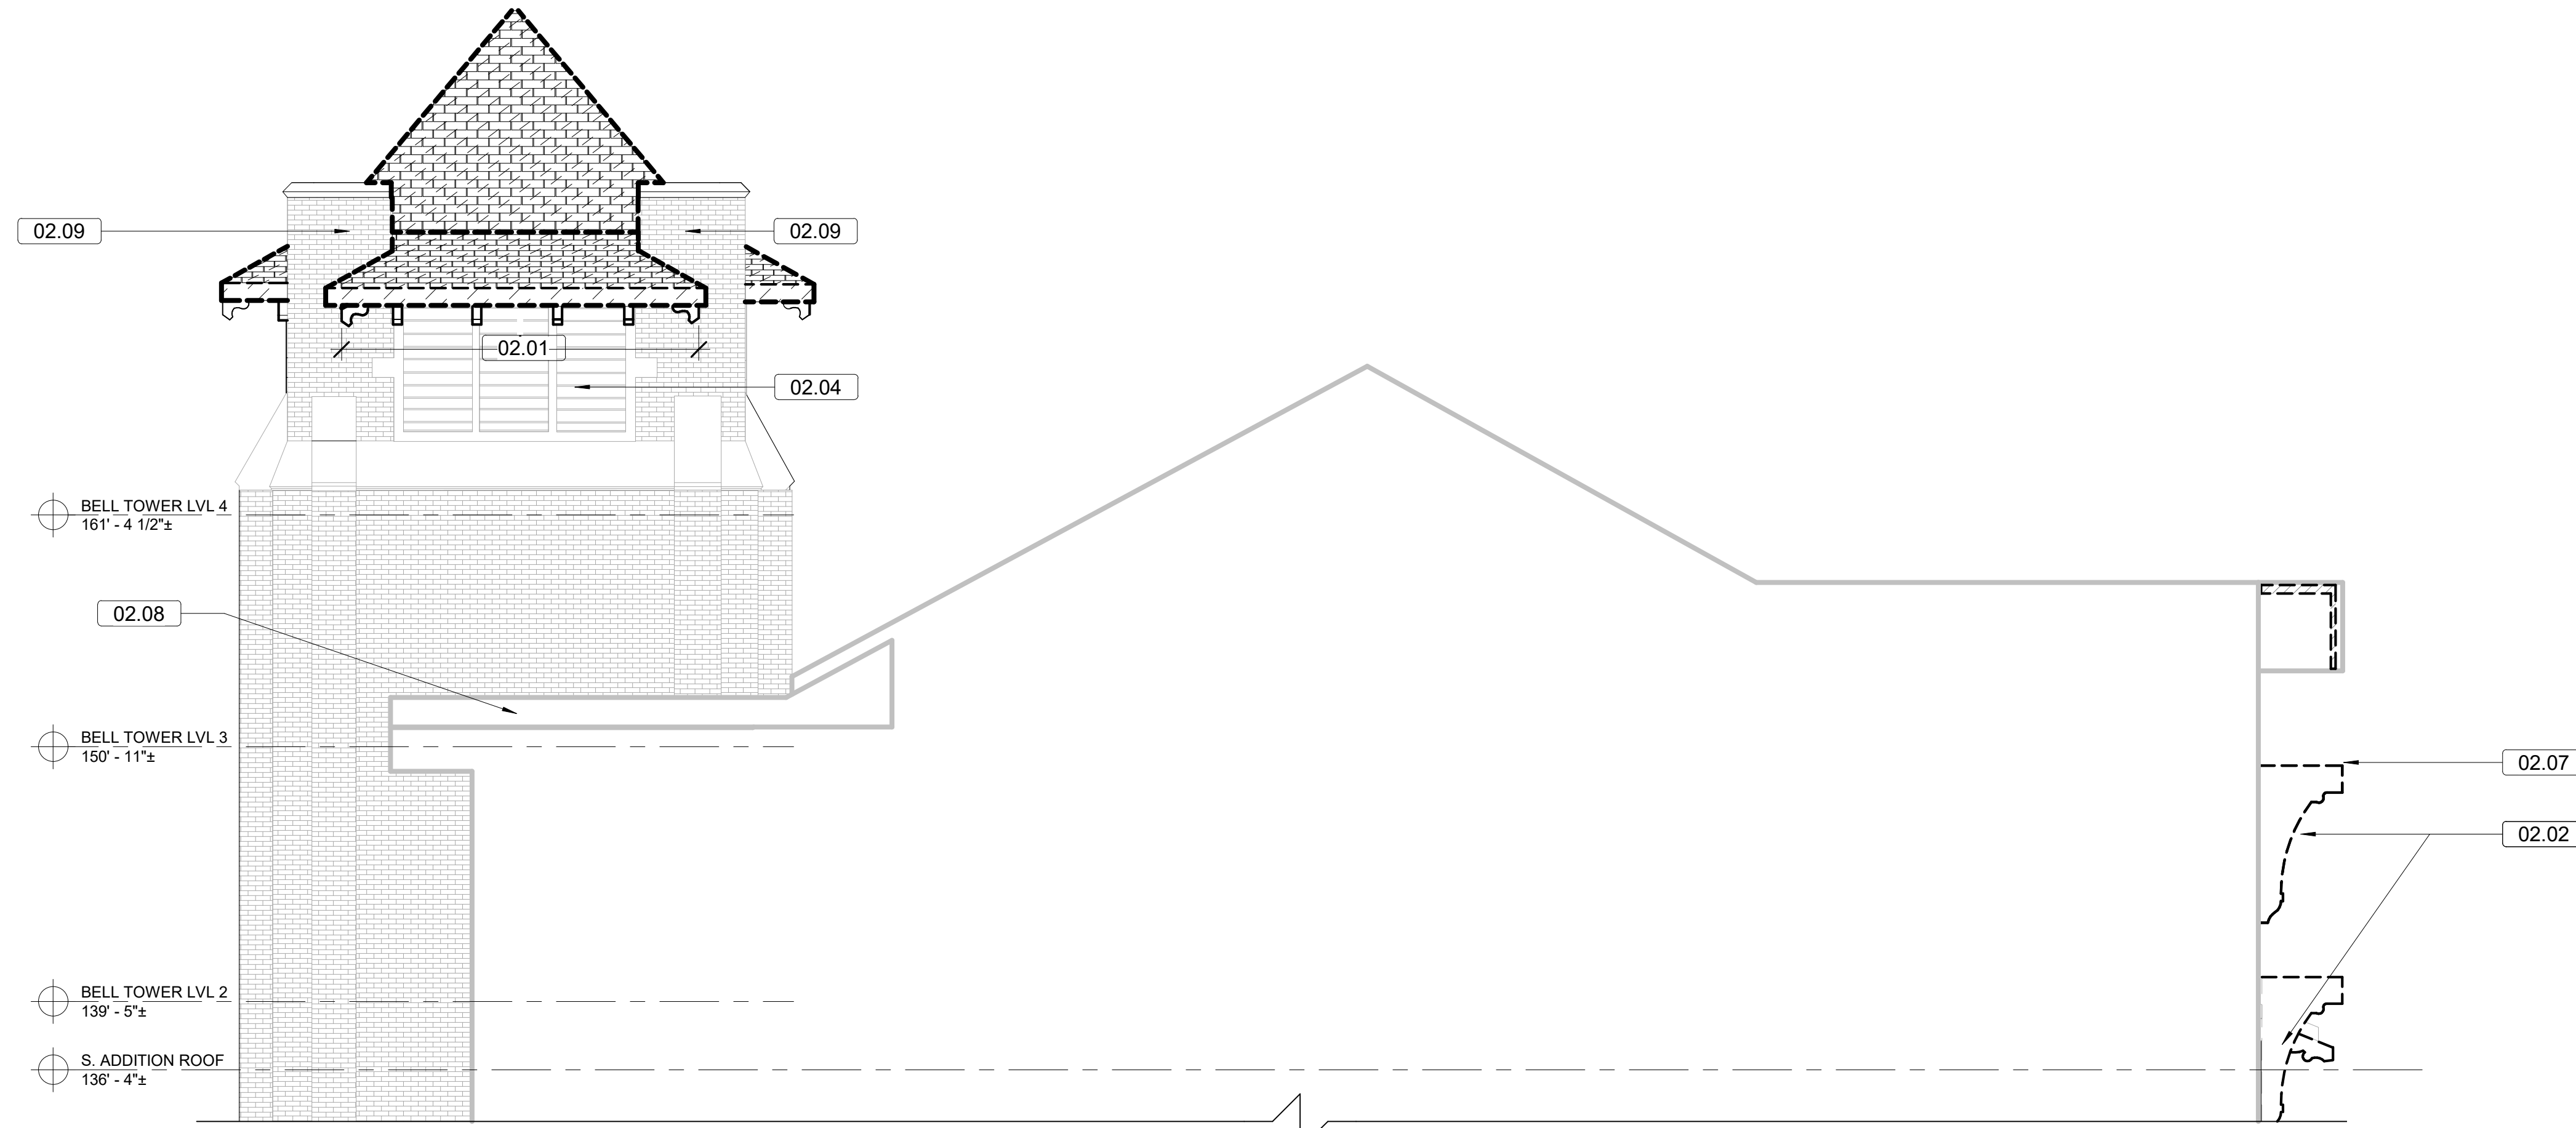 02.09
02.09
02.01
02.04
BELL TOWER LVL 4
161' - 4 1/2"±
02.08
BELL TOWER LVL 3
150' - 11"±
02.07
02.02
BELL TOWER LVL 2
139' - 5"±
S. ADDITION ROOF
136' - 4"±